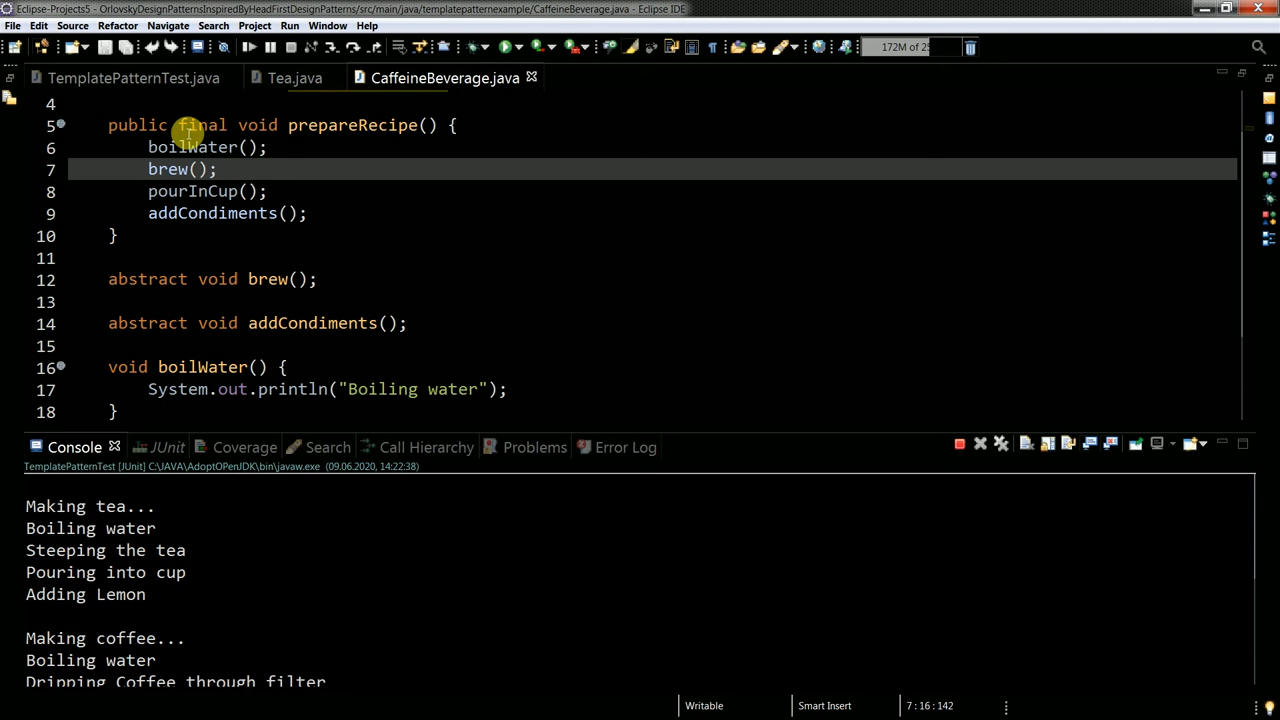 Eclipse-Projects5 - OrlovskyDesignPatternsInspiredByHeadFirstDesignPatterns/src/main/java/templatepatternexample/CaffeineBeverage.java - Eclipse IDE
File Edit Source Refactor Navigate Search Project Run Window Help
172M of 25
TemplatePatternTest.java Tea.java CaffeineBeverage.java
4
5 public final void prepareRecipe() {
6 boilWater();
7 brew();
8 pourInCup();
9 addCondiments();
10 }
11
12 abstract void brew();
13
14 abstract void addCondiments();
15
16 void boilWater() {
17 System.out.println("Boiling water");
18 }
Console JUnit Coverage Search Call Hierarchy Problems Error Log
TemplatePatternTest [JUnit] C:\JAVA\AdoptOPenJDK\bin\javaw.exe (09.06.2020, 14:22:38)
Making tea...
Boiling water
Steeping the tea
Pouring into cup
Adding Lemon
Making coffee...
Boiling water
Dripping Coffee through filter
Writable Smart Insert 7 : 16 : 142